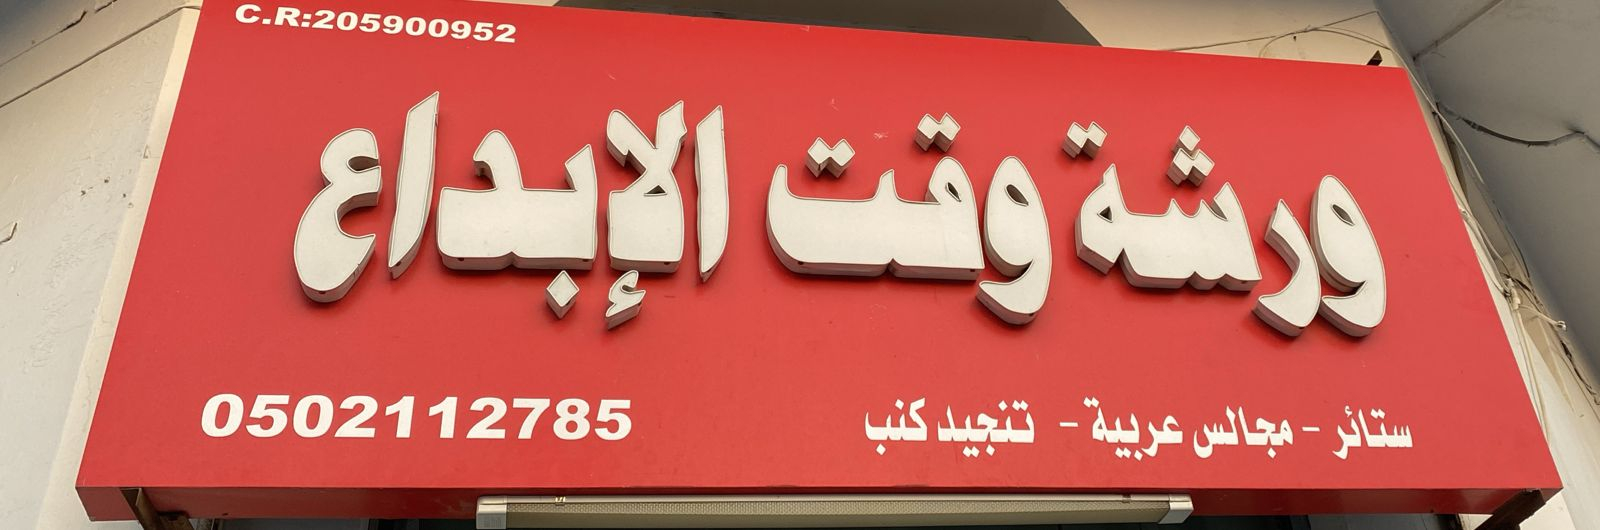 C.R:205900952
ورشة وقت الإبداع
ستائر - مجالس عربية - تنجيد كنب
0502112785